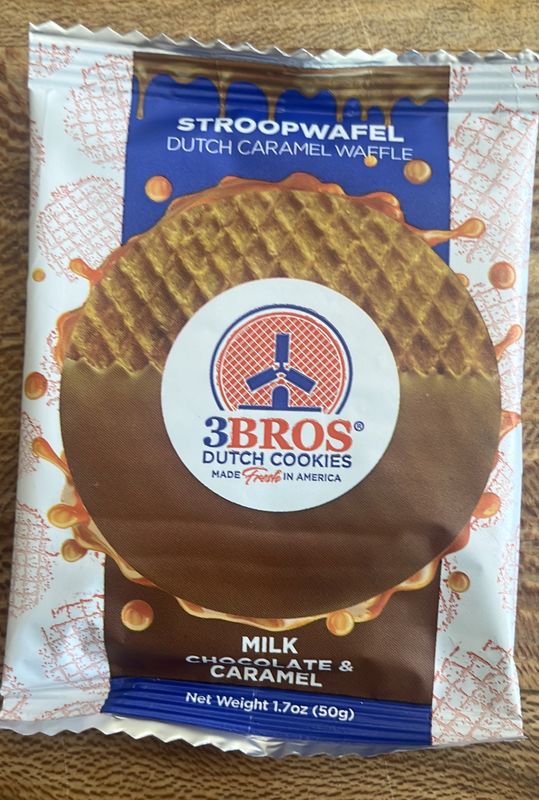 STROOPWAFEL
DUTCH CARAMEL WAFFLE
3BROS®
DUTCH COOKIES
MADE Fresh IN AMERICA
MILK
CHOCOLATE &
CARAMEL
Net Weight 1.7oz (50g)